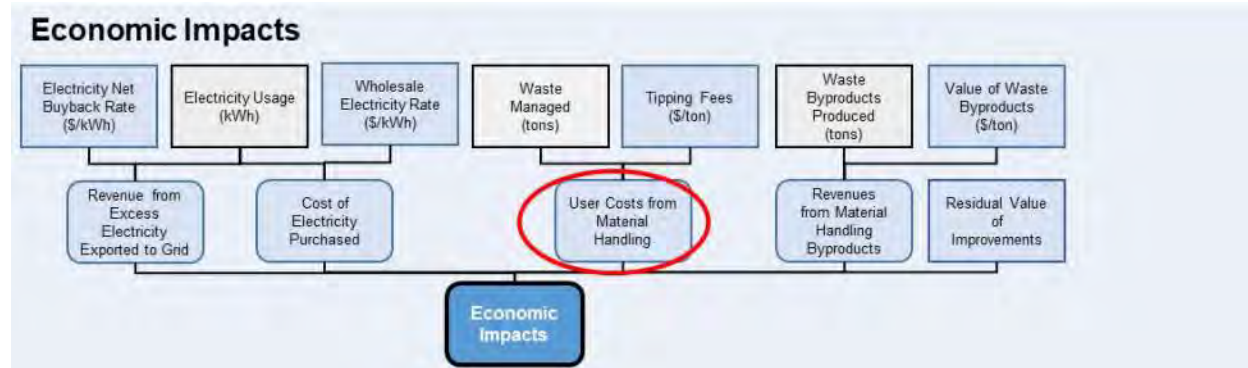 Economic Impacts
Electricity Net
Buyback Rate
($/kWh)
Electricity Usage
(kWh)
Wholesale
Electricity Rate
($/kWh)
Waste
Managed
(tons)
Tipping Fees
($/ton)
Waste
Byproducts
Produced
(tons)
Value of Waste
Byproducts
($/ton)
Revenue from
Excess
Electricity
Exported to Grid
Cost of
Electricity
Purchased
User Costs from
Material
Handling
Revenues
from Material
Handling
Byproducts
Residual Value
of
Improvements
Economic
Impacts